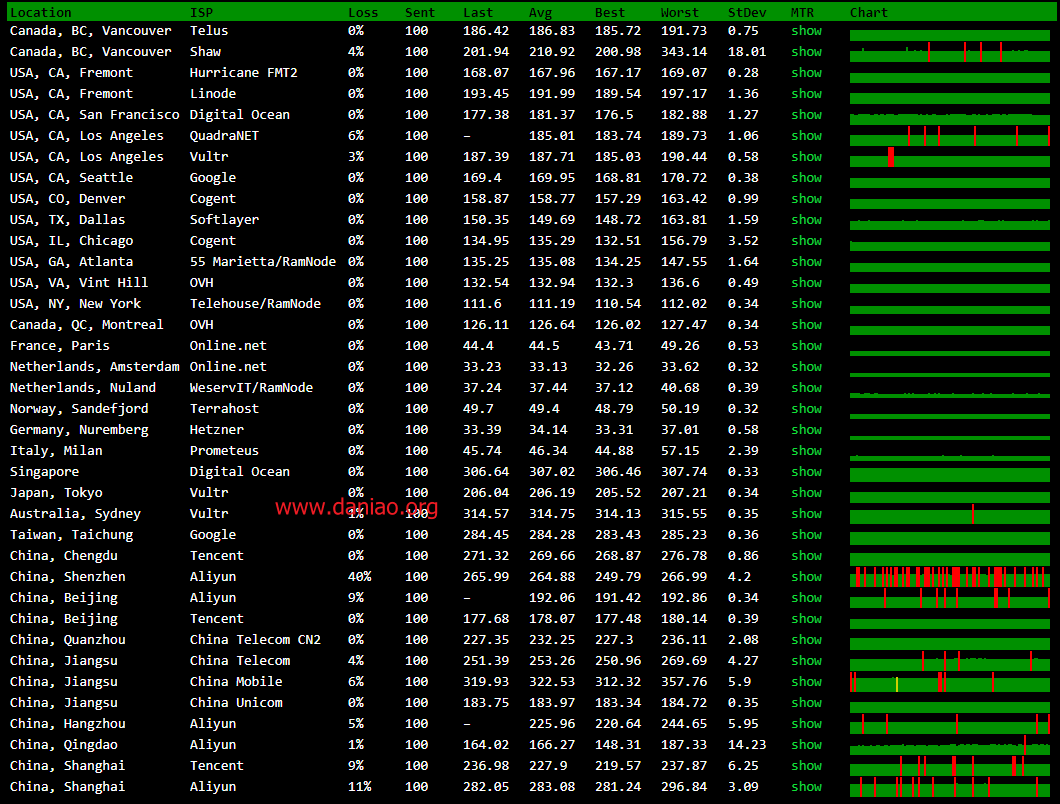 Location ISP Loss Sent Last Avg Best Worst StDev MTR Chart
Canada, BC, Vancouver Telus 0% 100 186.42 186.83 185.72 191.73 0.75 show
Canada, BC, Vancouver Shaw 4% 100 201.94 210.92 200.98 343.14 18.01 show
USA, CA, Fremont Hurricane FMT2 0% 100 168.07 167.96 167.17 169.07 0.28 show
USA, CA, Fremont Linode 0% 100 193.45 191.99 189.54 197.17 1.36 show
USA, CA, San Francisco Digital Ocean 0% 100 177.38 181.37 176.5 182.88 1.27 show
USA, CA, Los Angeles QuadraNET 6% 100 – 185.01 183.74 189.73 1.06 show
USA, CA, Los Angeles Vultr 3% 100 187.39 187.71 185.03 190.44 0.58 show
USA, CA, Seattle Google 0% 100 169.4 169.95 168.81 170.72 0.38 show
USA, CO, Denver Cogent 0% 100 158.87 158.77 157.29 163.42 0.99 show
USA, TX, Dallas Softlayer 0% 100 150.35 149.69 148.72 163.81 1.59 show
USA, IL, Chicago Cogent 0% 100 134.95 135.29 132.51 156.79 3.52 show
USA, GA, Atlanta 55 Marietta/RamNode 0% 100 135.25 135.08 134.25 147.55 1.64 show
USA, VA, Vint Hill OVH 0% 100 132.54 132.94 132.3 136.6 0.49 show
USA, NY, New York Telehouse/RamNode 0% 100 111.6 111.19 110.54 112.02 0.34 show
Canada, QC, Montreal OVH 0% 100 126.11 126.64 126.02 127.47 0.34 show
France, Paris Online.net 0% 100 44.4 44.5 43.71 49.26 0.53 show
Netherlands, Amsterdam Online.net 0% 100 33.23 33.13 32.26 33.62 0.32 show
Netherlands, Nuland WeservIT/RamNode 0% 100 37.24 37.44 37.12 40.68 0.39 show
Norway, Sandefjord Terrahost 0% 100 49.7 49.4 48.79 50.19 0.32 show
Germany, Nuremberg Hetzner 0% 100 33.39 34.14 33.31 37.01 0.58 show
Italy, Milan Prometeus 0% 100 45.74 46.34 44.88 57.15 2.39 show
Singapore Digital Ocean 0% 100 306.64 307.02 306.46 307.74 0.33 show
Japan, Tokyo Vultr 0% 100 206.04 206.19 205.52 207.21 0.34 show
www.daniao.org
Australia, Sydney Vultr 1% 100 314.57 314.75 314.13 315.55 0.35 show
Taiwan, Taichung Google 0% 100 284.45 284.28 283.43 285.23 0.36 show
China, Chengdu Tencent 0% 100 271.32 269.66 268.87 276.78 0.86 show
China, Shenzhen Aliyun 40% 100 265.99 264.88 249.79 266.99 4.2 show
China, Beijing Aliyun 9% 100 – 192.06 191.42 192.86 0.34 show
China, Beijing Tencent 0% 100 177.68 178.07 177.48 180.14 0.39 show
China, Quanzhou China Telecom CN2 0% 100 227.35 232.25 227.3 236.11 2.08 show
China, Jiangsu China Telecom 4% 100 251.39 253.26 250.96 269.69 4.27 show
China, Jiangsu China Mobile 6% 100 319.93 322.53 312.32 357.76 5.9 show
China, Jiangsu China Unicom 0% 100 183.75 183.97 183.34 184.72 0.35 show
China, Hangzhou Aliyun 5% 100 – 225.96 220.64 244.65 5.95 show
China, Qingdao Aliyun 1% 100 164.02 166.27 148.31 187.33 14.23 show
China, Shanghai Tencent 9% 100 236.98 227.9 219.57 237.87 6.25 show
China, Shanghai Aliyun 11% 100 282.05 283.08 281.24 296.84 3.09 show